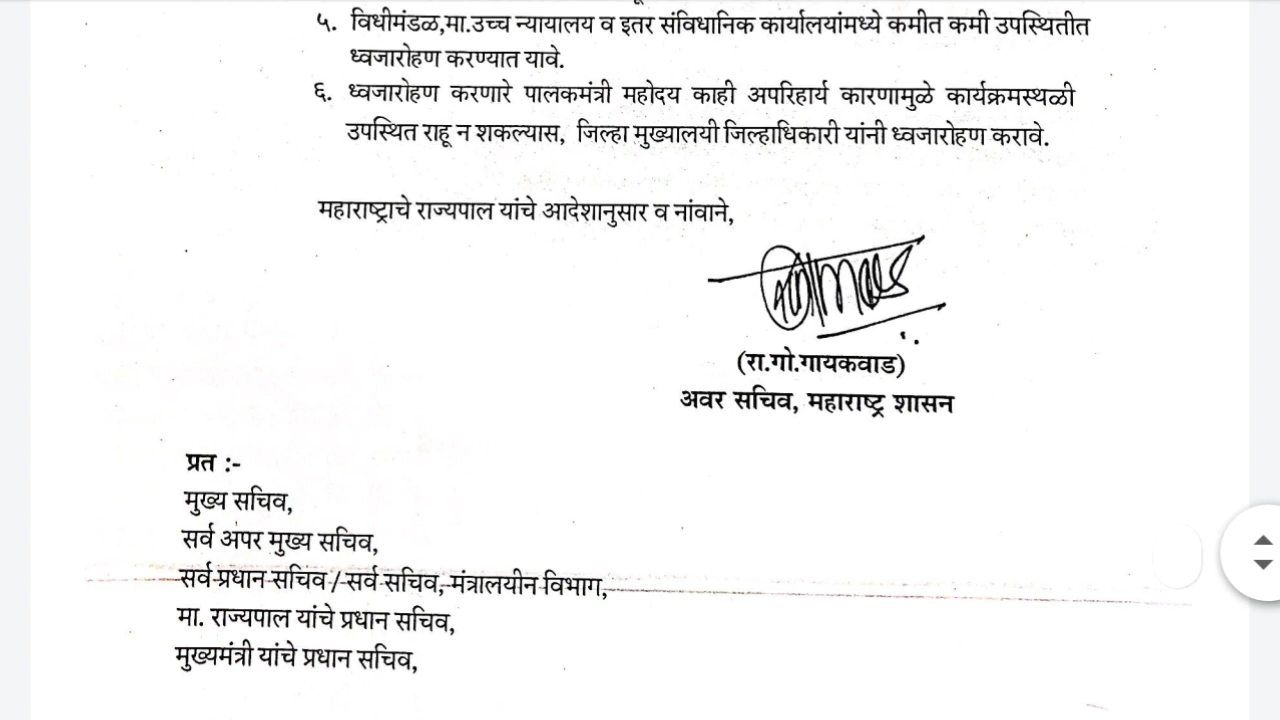 ५. विधीमंडळ,मा.उच्च न्यायालय व इतर संविधानिक कार्यालयांमध्ये कमीत कमी उपस्थितीत
ध्वजारोहण करण्यात यावे.
६. ध्वजारोहण करणारे पालकमंत्री महोदय काही अपरिहार्य कारणामुळे कार्यक्रमस्थळी
उपस्थित राहू न शकल्यास, जिल्हा मुख्यालयी जिल्हाधिकारी यांनी ध्वजारोहण करावे.
महाराष्ट्राचे राज्यपाल यांचे आदेशानुसार व नांवाने,
(रा.गो.गायकवाड)
अवर सचिव, महाराष्ट्र शासन
प्रत :-
मुख्य सचिव,
सर्व अपर मुख्य सचिव,
सर्व प्रधान सचिव / सर्व सचिव, मंत्रालयीन विभाग,
मा. राज्यपाल यांचे प्रधान सचिव,
मुख्यमंत्री यांचे प्रधान सचिव,